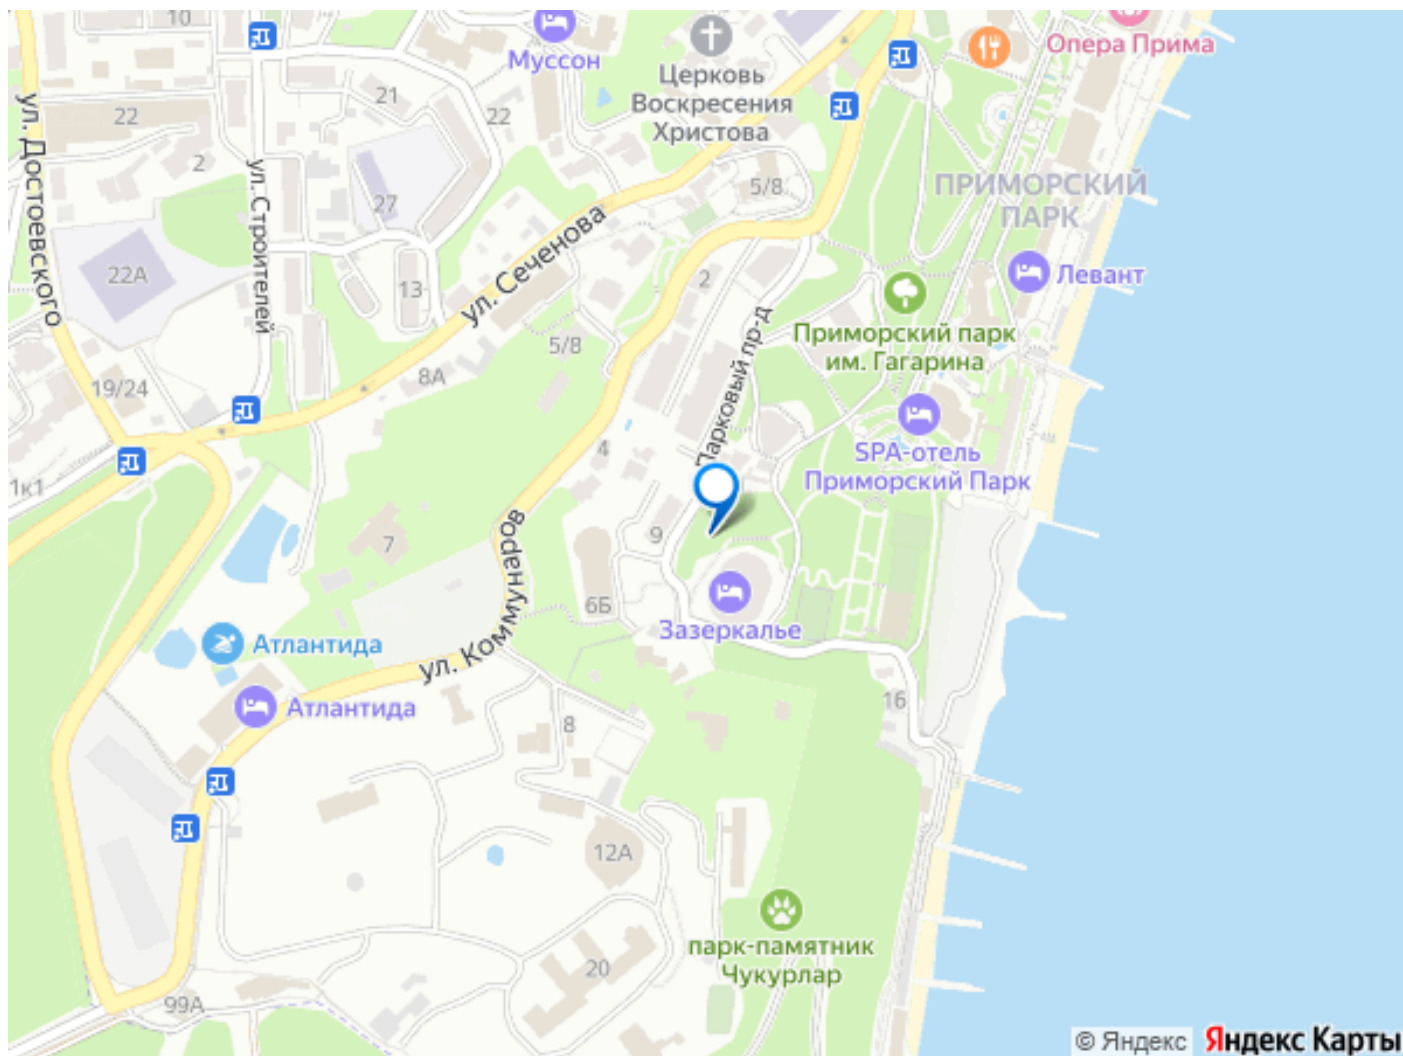 10
Муссон
Церковь
Воскресения
Христова
Опера Прима
ул. Достоевского
22
21
22
2
27
ул.Строителей
5/8
ПРИМОРСКИЙ
ПАРК
22А
13
ул. Сеченова
2
Левант
Приморский парк
им. Гагарина
5/8
19/24
8А
Парковый пр-д
4
SPA-отель
Приморский Парк
1к1
7
9
ул. Коммунаров
6Б
Зазеркалье
Атлантида
Атлантида
8
16
12А
парк-памятник
Чукурлар
20
99А
© Яндекс Яндекс Карты